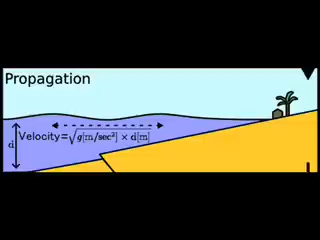 Propagation
Velocity=√g[m/sec²] × d[m]
d